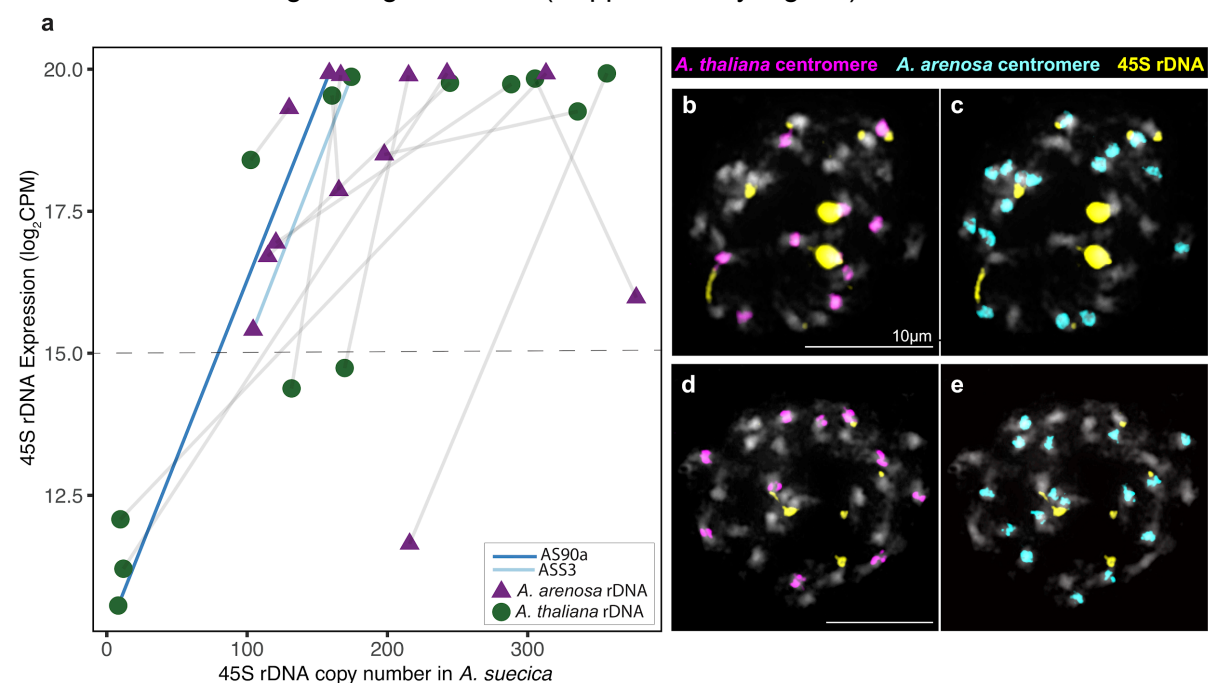 a
20.0
17.5
15.0
12.5
0
100
200
300
45S rDNA Expression (log2CPM)
45S rDNA copy number in A. suecica
AS90a
ASS3
A. arenosa rDNA
A. thaliana rDNA
A. thaliana centromere A. arenosa centromere 45S rDNA
b
c
10µm
d
e